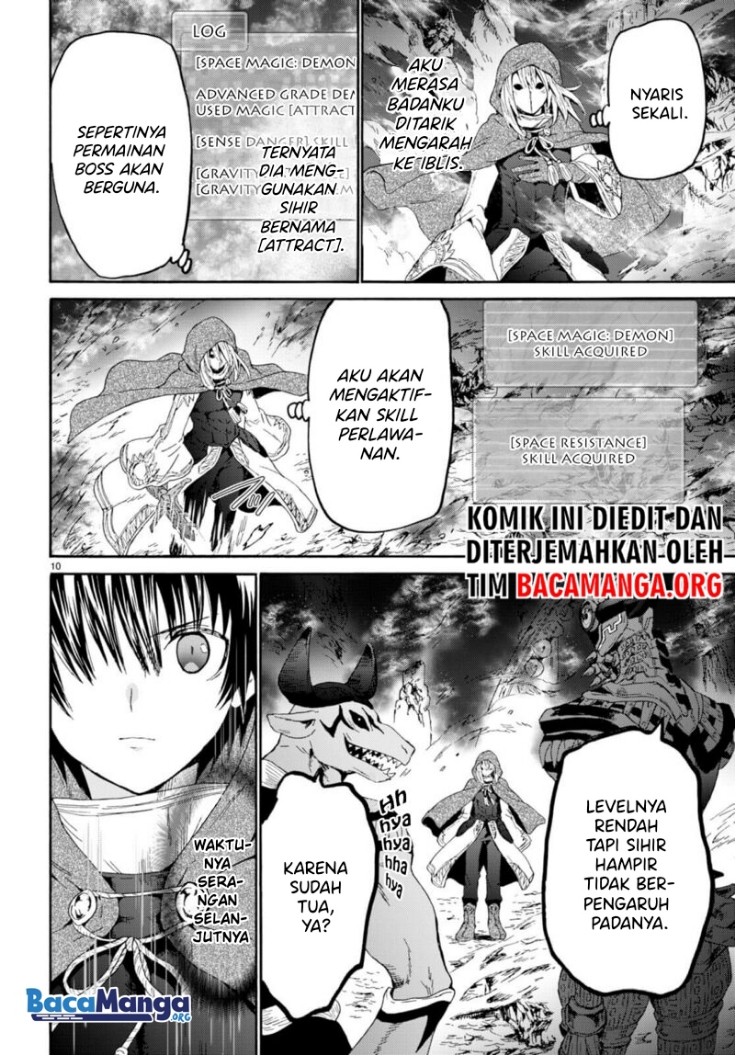 NYARIS
SEKALI.
AKU
MERASA
BADANKU
DITARIK
MENGARAH
KE IBLIS.
LOG
[SPACE MAGIC: DEMON
ADVANCED GRADE DEM
USED MAGIC [ATTRACT
[SENSE DANGER] SKILL
[GRAVITY
[GRAVITY
TERNYATA
DIA MENG-
GUNAKAN
SIHIR
BERNAMA
[ATTRACT].
SEPERTINYA
PERMAINAN
BOSS AKAN
BERGUNA.
[SPACE MAGIC: DEMON]
SKILL ACQUIRED
[SPACE RESISTANCE]
SKILL ACQUIRED
AKU AKAN
MENGAKTIF-
KAN SKILL
PERLAWA-
NAN.
KOMIK INI DIEDIT DAN
DITERJEMAHKAN OLEH
TIM BACAMANGA.ORG
10
LEVELNYA
RENDAH
TAPI SIHIR
HAMPIR
TIDAK BER-
PENGARUH
PADANYA.
Hh
hya
hya
hha
hya
KARENA
SUDAH
TUA,
YA?
WAKTU-
NYA
SERA-
NGAN
SELAN-
JUTNYA
BacaManga
.ORG